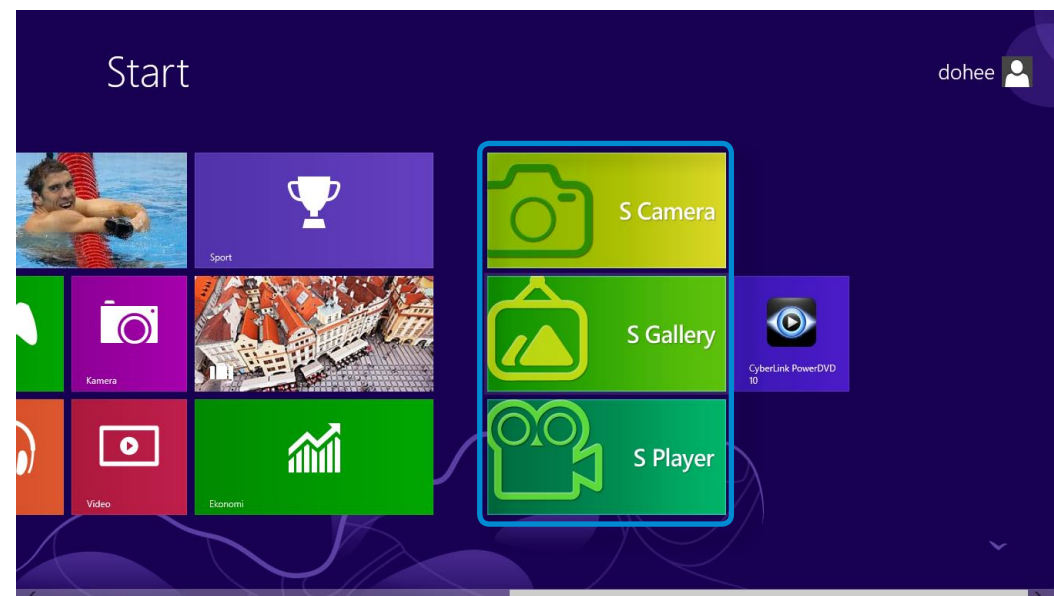 Start
dohee
Sport
S Camera
Kamera
S Gallery
CyberLink PowerDVD
10
Video
Ekonomi
S Player